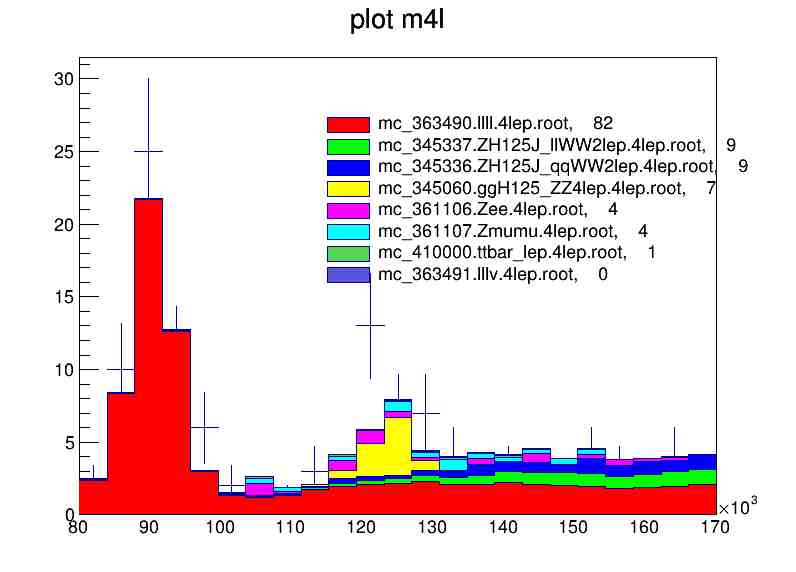 plot m4l
mc_363490.llll.4lep.root, 82
mc_345337.ZH125J_llWW2lep.4lep.root, 9
mc_345336.ZH125J_qqWW2lep.4lep.root, 9
mc_345060.ggH125_ZZ4lep.4lep.root, 7
mc_361106.Zee.4lep.root, 4
mc_361107.Zmumu.4lep.root, 4
mc_410000.ttbar_lep.4lep.root, 1
mc_363491.lllv.4lep.root, 0
30
25
20
15
10
5
0
80 90 100 110 120 130 140 150 160 170
×10³